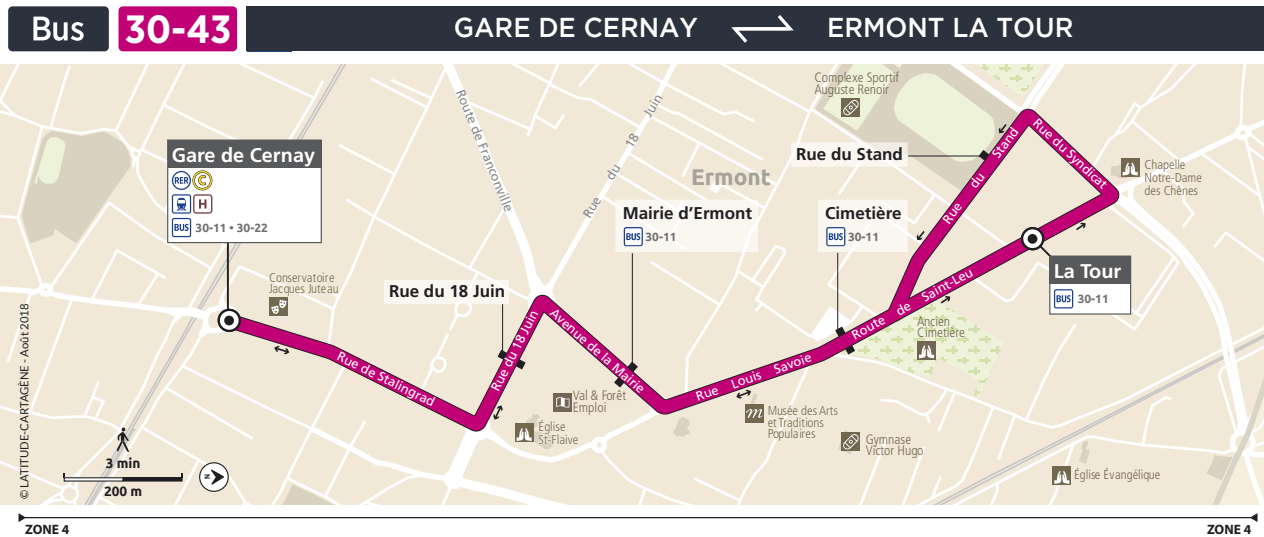 Bus 30-43 GARE DE CERNAY ERMONT LA TOUR
Complexe Sportif
Auguste Renoir
Route de Franconville
Rue du 18 Juin
Rue du Stand
Rue du Stand
Rue du Syndicat
Gare de Cernay
RER C
H
BUS 30-11 • 30-22
Ermont
Chapelle
Notre-Dame
des Chênes
Mairie d'Ermont
BUS 30-11
Cimetière
BUS 30-11
La Tour
BUS 30-11
Conservatoire
Jacques Juteau
Rue du 18 Juin
Rue du 18 Juin
Avenue de la Mairie
Route de Saint-Leu
Ancien
Cimetière
Rue de Stalingrad
Rue Louis Savoie
Val & Forêt
Emploi
Église
St-Flaive
m
Musée des Arts
et Traditions
Populaires
Gymnase
Victor Hugo
Église Évangélique
© LATITUDE-CARTAGÈNE - Août 2018
3 min
200 m
N
ZONE 4
ZONE 4